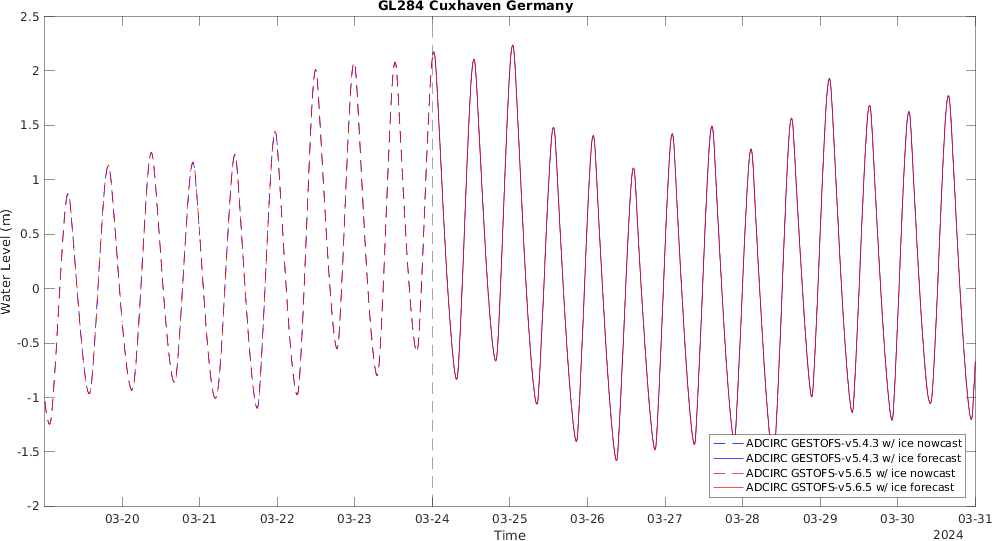 GL284 Cuxhaven Germany
2.5
2
1.5
1
0.5
0
-0.5
-1
-1.5
-2
Water Level (m)
ADCIRC GESTOFS-v5.4.3 w/ ice nowcast
ADCIRC GESTOFS-v5.4.3 w/ ice forecast
ADCIRC GSTOFS-v5.6.5 w/ ice nowcast
ADCIRC GSTOFS-v5.6.5 w/ ice forecast
03-20 03-21 03-22 03-23 03-24 03-25 03-26 03-27 03-28 03-29 03-30 03-31
Time
2024